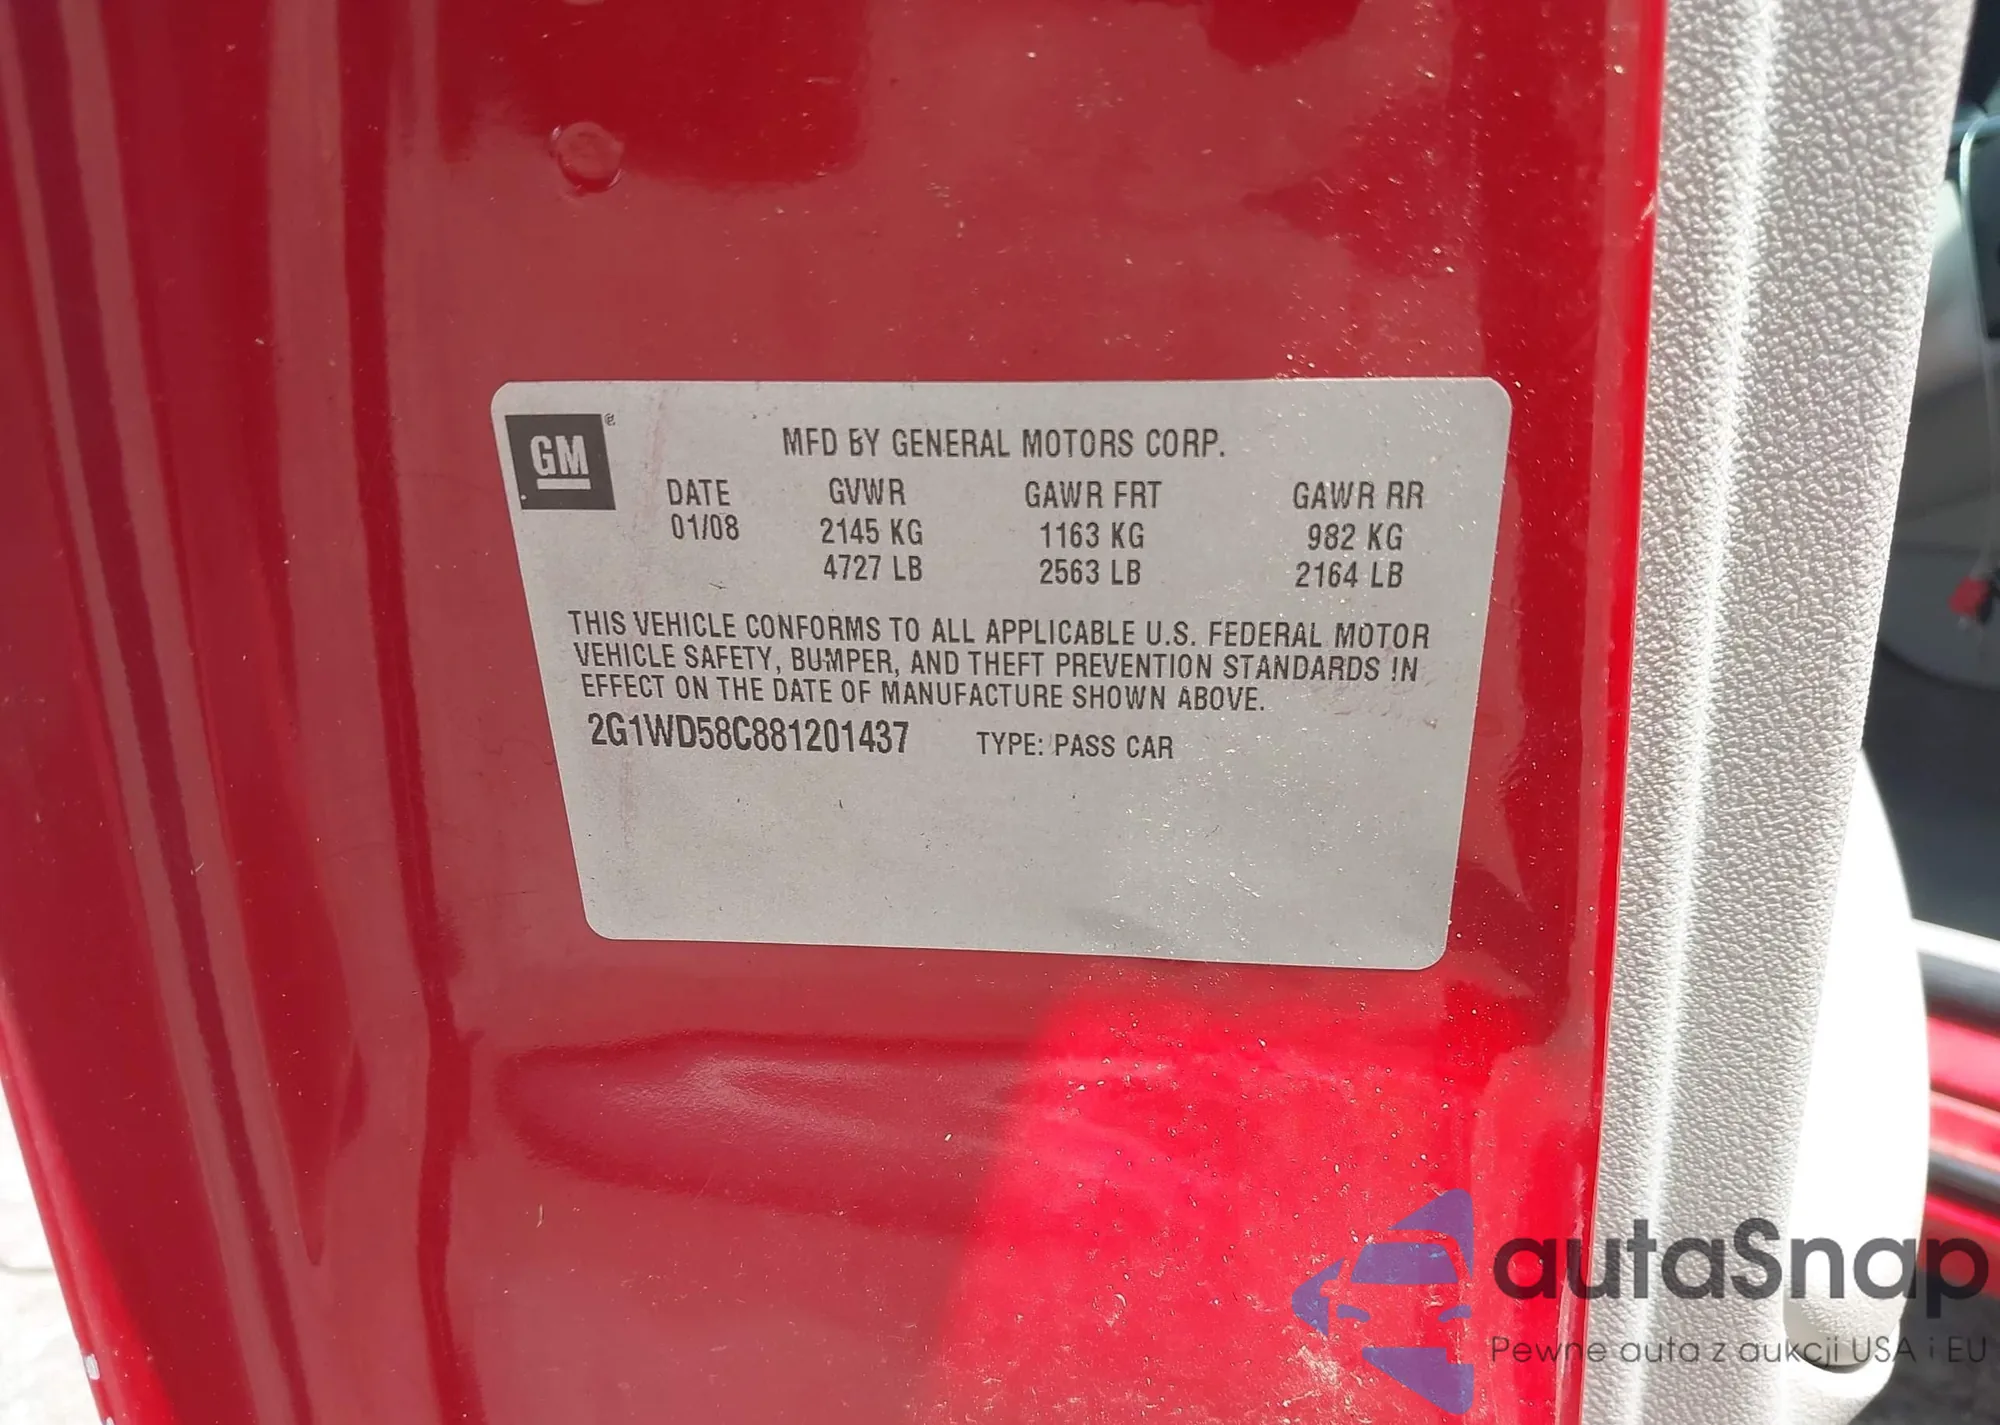 GM
MFD BY GENERAL MOTORS CORP.
DATE GVWR GAWR FRT GAWR RR
01/08 2145 KG 1163 KG 982 KG
4727 LB 2563 LB 2164 LB
THIS VEHICLE CONFORMS TO ALL APPLICABLE U.S. FEDERAL MOTOR
VEHICLE SAFETY, BUMPER, AND THEFT PREVENTION STANDARDS IN
EFFECT ON THE DATE OF MANUFACTURE SHOWN ABOVE.
2G1WD58C881201437 TYPE: PASS CAR
autaSnap
Pewne auta z aukcji USA i EU